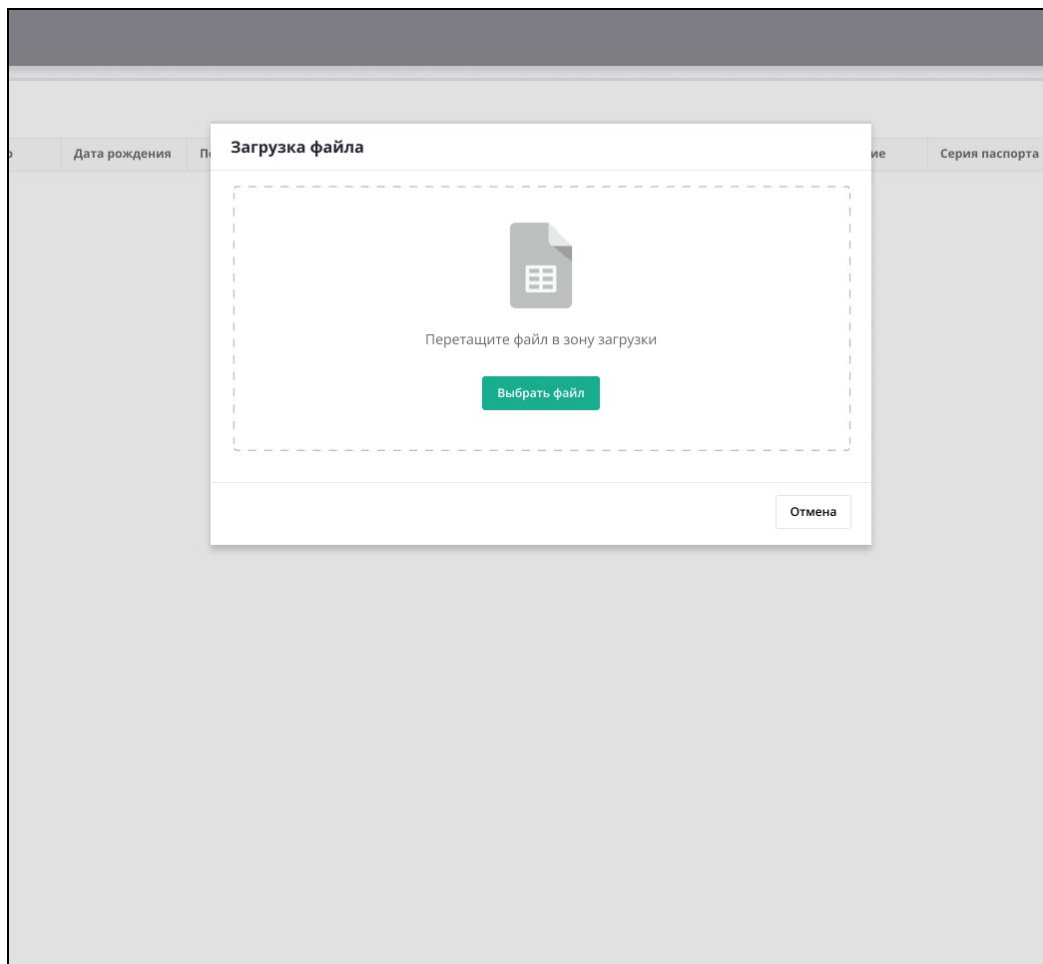 Загрузка файла
Дата рождения
Серия паспорта
Перетащите файл в зону загрузки
Выбрать файл
Отмена